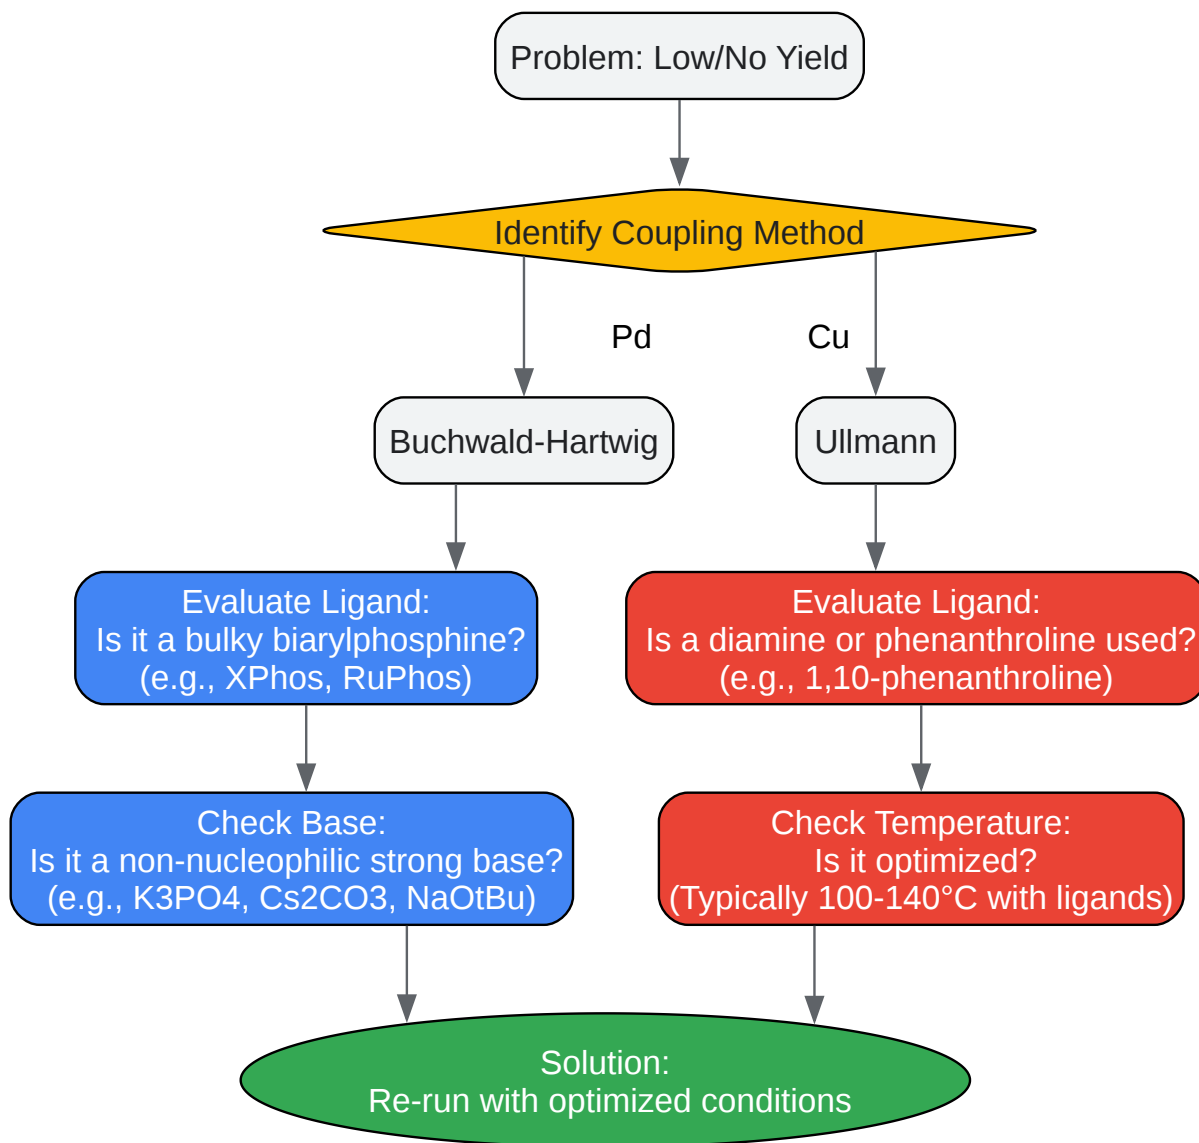 Problem: Low/No Yield
Identify Coupling Method
Pd
Cu
Buchwald-Hartwig
Ullmann
Evaluate Ligand:
Is it a bulky biarylphosphine?
(e.g., XPhos, RuPhos)
Evaluate Ligand:
Is a diamine or phenanthroline used?
(e.g., 1,10-phenanthroline)
Check Base:
Is it a non-nucleophilic strong base?
(e.g., K3PO4, Cs2CO3, NaOtBu)
Check Temperature:
Is it optimized?
(Typically 100-140°C with ligands)
Solution:
Re-run with optimized conditions